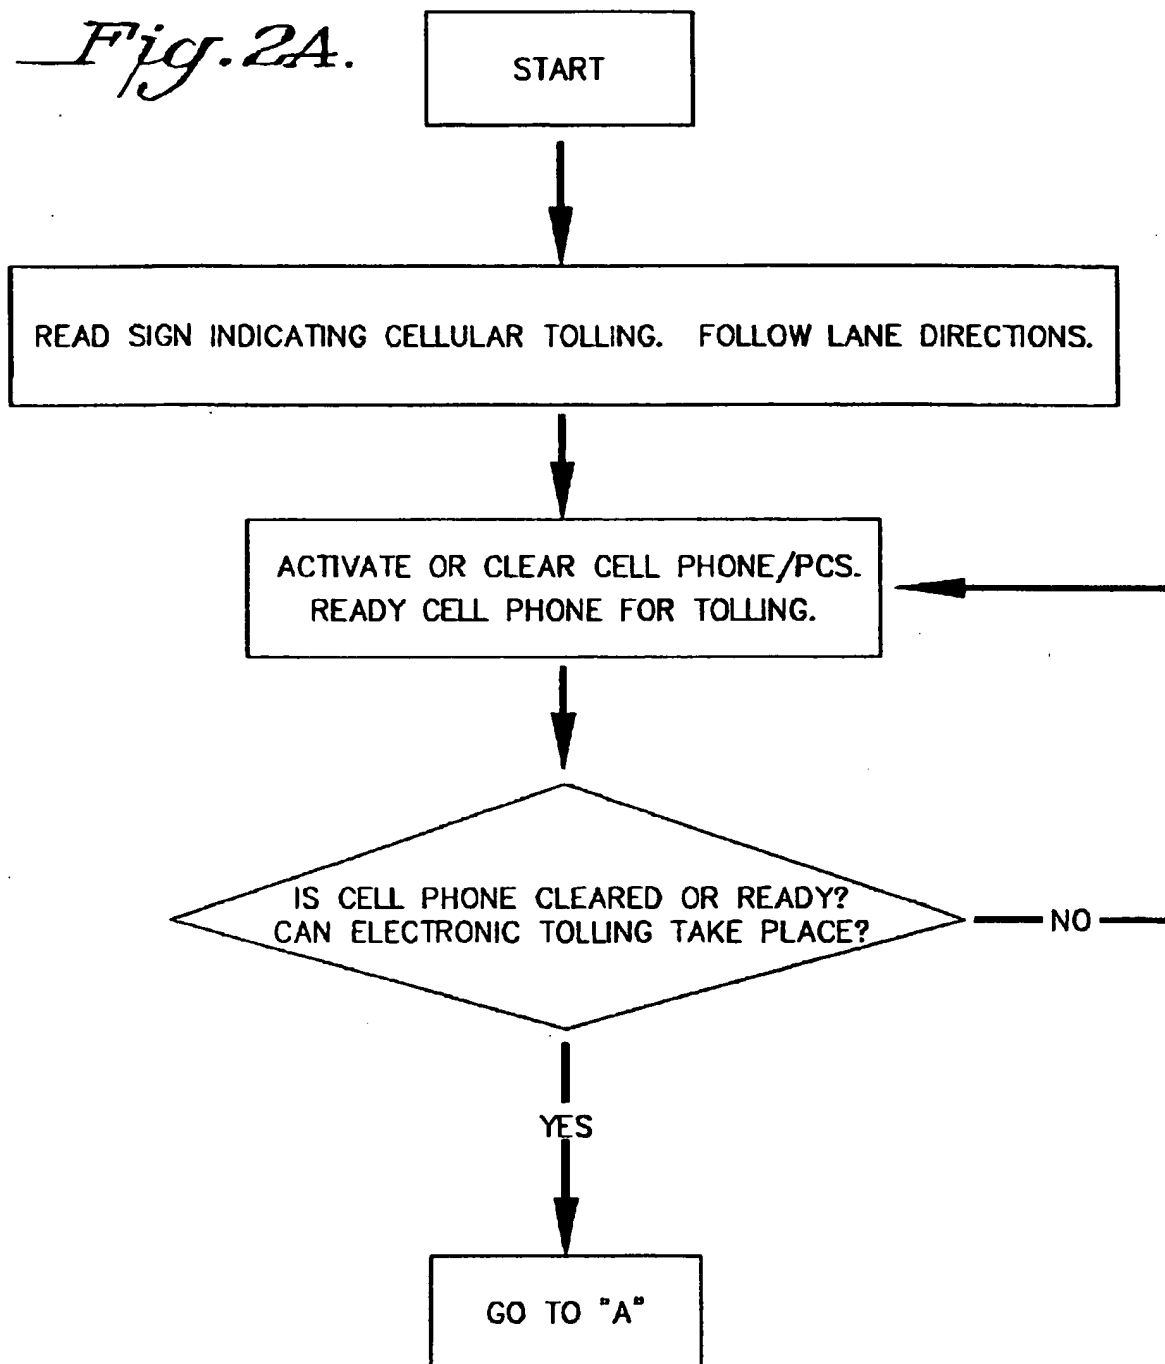 Fig. 2A.
START
READ SIGN INDICATING CELLULAR TOLLING. FOLLOW LANE DIRECTIONS.
ACTIVATE OR CLEAR CELL PHONE/PCS.
READY CELL PHONE FOR TOLLING.
IS CELL PHONE CLEARED OR READY?
CAN ELECTRONIC TOLLING TAKE PLACE?
NO
YES
GO TO "A"